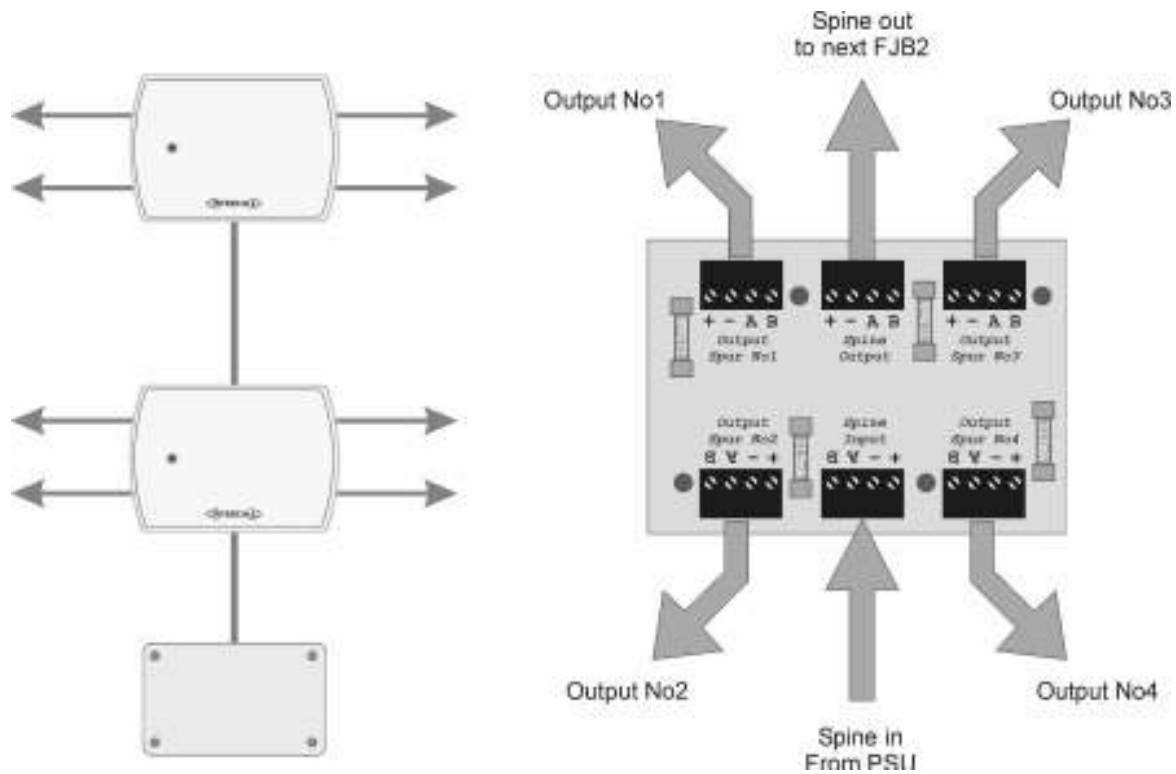 Spine out
to next FJB2
Output No1
Output No3
+ - A B
Output
Spur No1
+ - A B
Spine
Output
+ - A B
Output
Spur No3
Output
Spur No2
B A - +
Spine
Input
B A - +
Output
Spur No4
B A - +
Output No2
Output No4
Spine in
From PSU